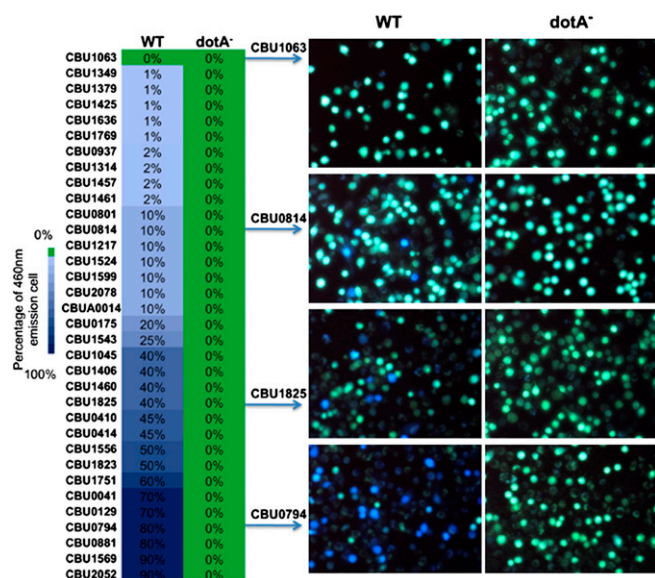 WT dotA-
WT dotA-
CBU1063 0% 0% CBU1063
CBU1349 1% 0%
CBU1379 1% 0%
CBU1425 1% 0%
CBU1636 1% 0%
CBU1769 1% 0%
CBU0937 2% 0%
CBU1314 2% 0%
CBU1457 2% 0%
CBU1461 2% 0%
CBU0801 10% 0%
CBU0814 10% 0% CBU0814
CBU1217 10% 0%
CBU1524 10% 0%
CBU1599 10% 0%
CBU2078 10% 0%
CBUA0014 10% 0%
CBU0175 20% 0%
CBU1543 25% 0%
CBU1045 40% 0%
CBU1406 40% 0%
CBU1460 40% 0%
CBU1825 40% 0% CBU1825
CBU0410 45% 0%
CBU0414 45% 0%
CBU1556 50% 0%
CBU1823 50% 0%
CBU1751 60% 0%
CBU0041 70% 0%
CBU0129 70% 0%
CBU0794 80% 0% CBU0794
CBU0881 80% 0%
CBU1569 90% 0%
CBU2052 90% 0%
0%
Percentage of 460nm
emission cell
100%